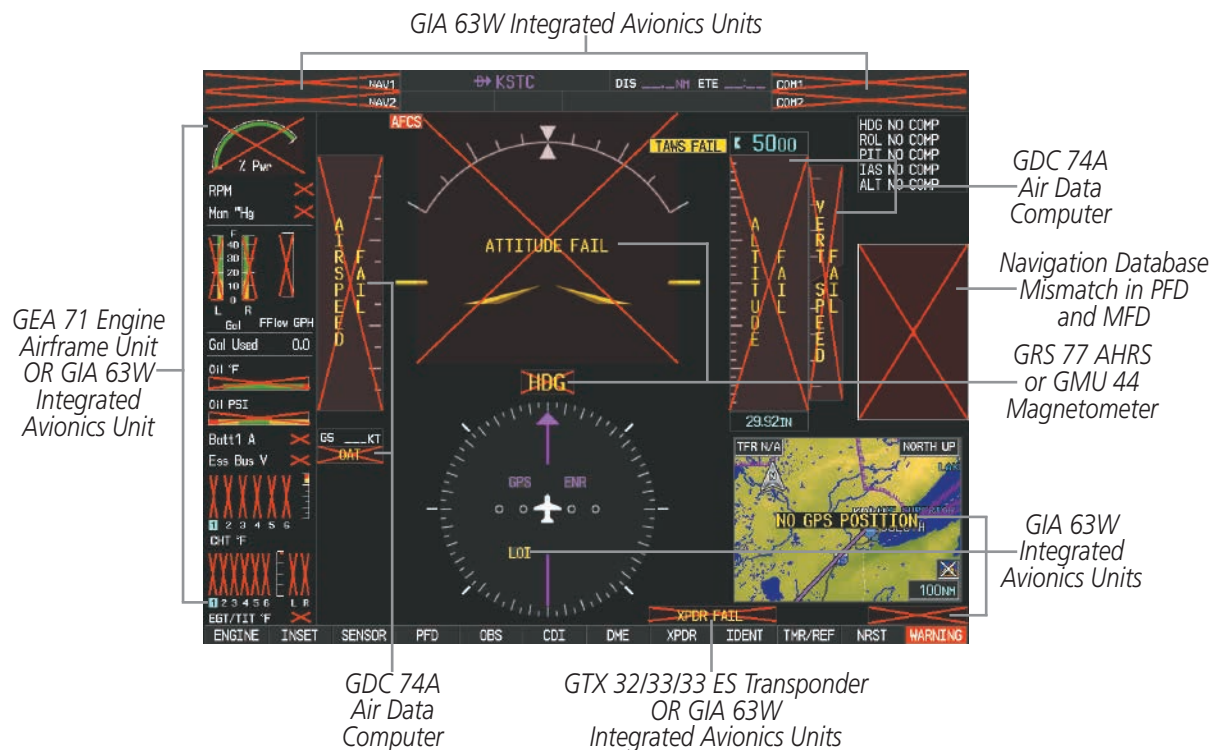 GIA 63W Integrated Avionics Units
NAV1
NAV2
KSTC
DIS __._NM ETE __:__
COM1
COM2
AFCS
TAWS FAIL
5000
HDG NO COMP
ROL NO COMP
PIT NO COMP
IAS NO COMP
ALT NO COMP
% Pwr
RPM
Man "Hg
F
40
30
20
10
0
L R
Gal FFlow GPH
Gal Used 0.0
Oil °F
Oil PSI
Batt1 A
Ess Bus V
1 2 3 4 5 6
CHT °F
1 2 3 4 5 6 L R
EGT/TIT °F
AIRSPEED FAIL
ATTITUDE FAIL
ALTITUDE FAIL
VERT SPEED FAIL
29.92IN
HDG
GS ___KT
OAT
GPS ENR
LOI
TFR N/A
NORTH UP
N
NO GPS POSITION
100NM
XPDR FAIL
ENGINE INSET SENSOR PFD OBS CDI DME XPDR IDENT TMR/REF NRST WARNING
GDC 74A
Air Data
Computer
Navigation Database
Mismatch in PFD
and MFD
GRS 77 AHRS
or GMU 44
Magnetometer
GIA 63W
Integrated
Avionics Units
GEA 71 Engine
Airframe Unit
OR GIA 63W
Integrated
Avionics Unit
GDC 74A
Air Data
Computer
GTX 32/33/33 ES Transponder
OR GIA 63W
Integrated Avionics Units